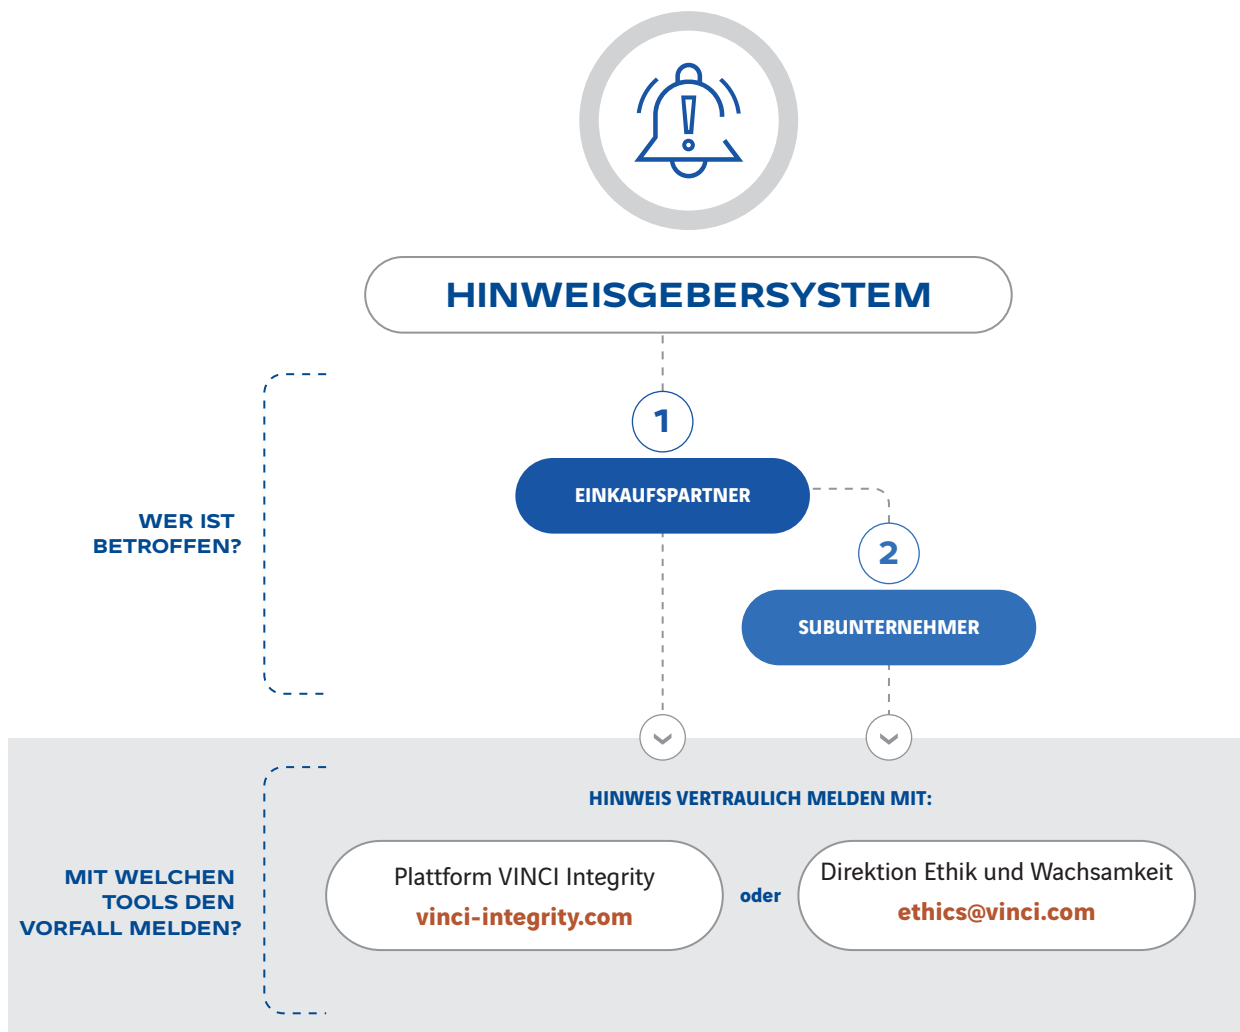 HINWEISGEBERSYSTEM
1
EINKAUFSPARTNER
WER IST
BETROFFEN?
2
SUBUNTERNEHMER
HINWEIS VERTRAULICH MELDEN MIT:
MIT WELCHEN
TOOLS DEN
VORFALL MELDEN?
Plattform VINCI Integrity
vinci-integrity.com
oder
Direktion Ethik und Wachsamkeit
ethics@vinci.com